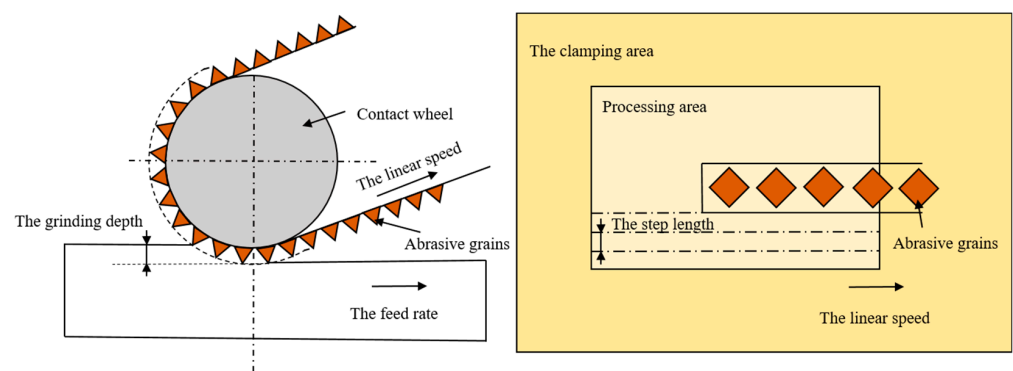 Contact wheel
The linear speed
The grinding depth
Abrasive grains
The feed rate
The clamping area
Processing area
The step length
Abrasive grains
The linear speed